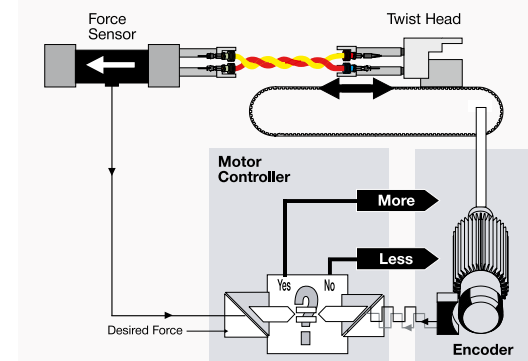 Force
Sensor
Twist Head
Motor
Controller
More
Less
Yes
No
?
Desired Force
Encoder